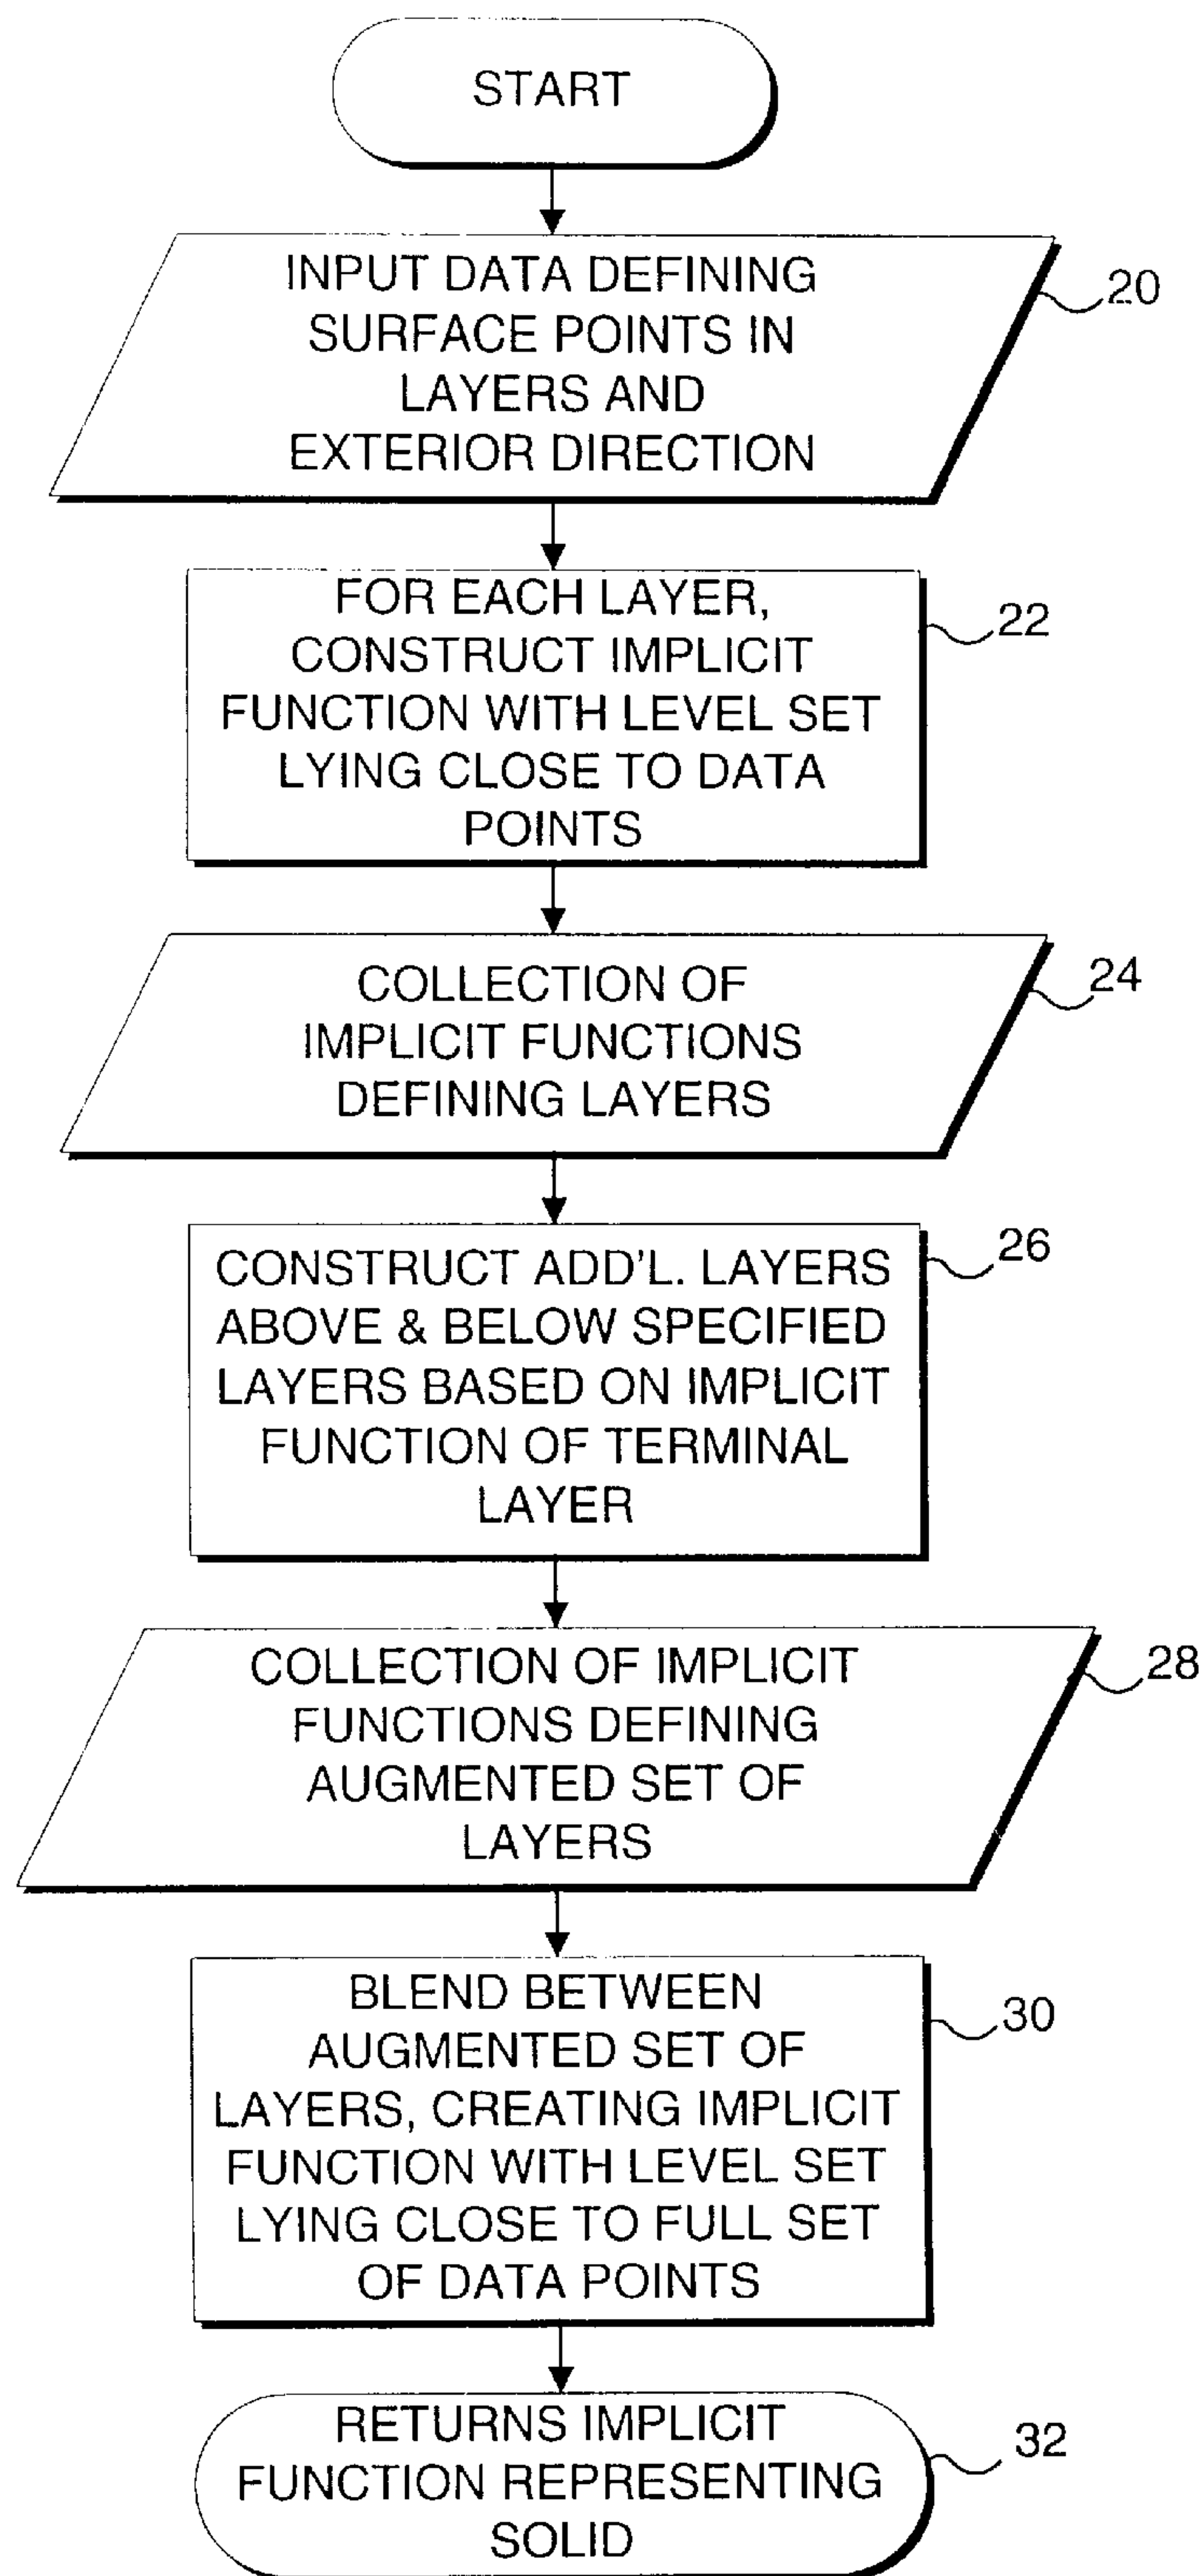 START
INPUT DATA DEFINING
SURFACE POINTS IN
LAYERS AND
EXTERIOR DIRECTION
20
FOR EACH LAYER,
CONSTRUCT IMPLICIT
FUNCTION WITH LEVEL SET
LYING CLOSE TO DATA
POINTS
22
COLLECTION OF
IMPLICIT FUNCTIONS
DEFINING LAYERS
24
CONSTRUCT ADD'L. LAYERS
ABOVE & BELOW SPECIFIED
LAYERS BASED ON IMPLICIT
FUNCTION OF TERMINAL
LAYER
26
COLLECTION OF IMPLICIT
FUNCTIONS DEFINING
AUGMENTED SET OF
LAYERS
28
BLEND BETWEEN
AUGMENTED SET OF
LAYERS, CREATING IMPLICIT
FUNCTION WITH LEVEL SET
LYING CLOSE TO FULL SET
OF DATA POINTS
30
RETURNS IMPLICIT
FUNCTION REPRESENTING
SOLID
32